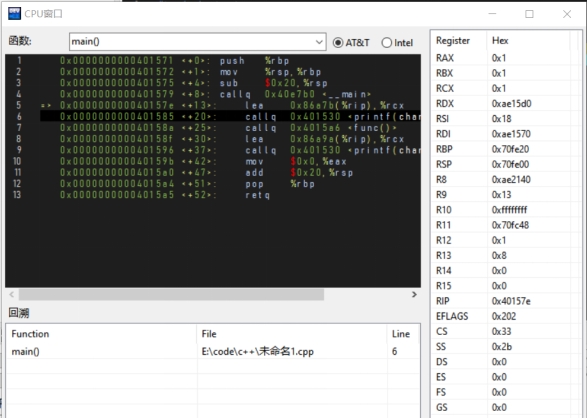 CPU窗口
函数:
main()
AT&T
Intel
1 0x0000000000401571 <+0>: push %rbp
2 0x0000000000401572 <+1>: mov %rsp,%rbp
3 0x0000000000401575 <+4>: sub $0x20,%rsp
4 0x0000000000401579 <+8>: callq 0x40e7b0 <__main>
5 => 0x000000000040157e <+13>: lea 0x86a7b(%rip),%rcx
6 0x0000000000401585 <+20>: callq 0x401530 <printf(char
7 0x000000000040158a <+25>: callq 0x4015a6 <func()>
8 0x000000000040158f <+30>: lea 0x86a9a(%rip),%rcx
9 0x0000000000401596 <+37>: callq 0x401530 <printf(char
10 0x000000000040159b <+42>: mov $0x0,%eax
11 0x00000000004015a0 <+47>: add $0x20,%rsp
12 0x00000000004015a4 <+51>: pop %rbp
13 0x00000000004015a5 <+52>: retq
回溯
Function File Line
main() E:\code\c++\未命名1.cpp 6
Register Hex
RAX 0x1
RBX 0x1
RCX 0x1
RDX 0xae15d0
RSI 0x18
RDI 0xae1570
RBP 0x70fe20
RSP 0x70fe00
R8 0xae2140
R9 0x13
R10 0xffffffff
R11 0x70fc48
R12 0x1
R13 0x8
R14 0x0
R15 0x0
RIP 0x40157e
EFLAGS 0x202
CS 0x33
SS 0x2b
DS 0x0
ES 0x0
FS 0x0
GS 0x0